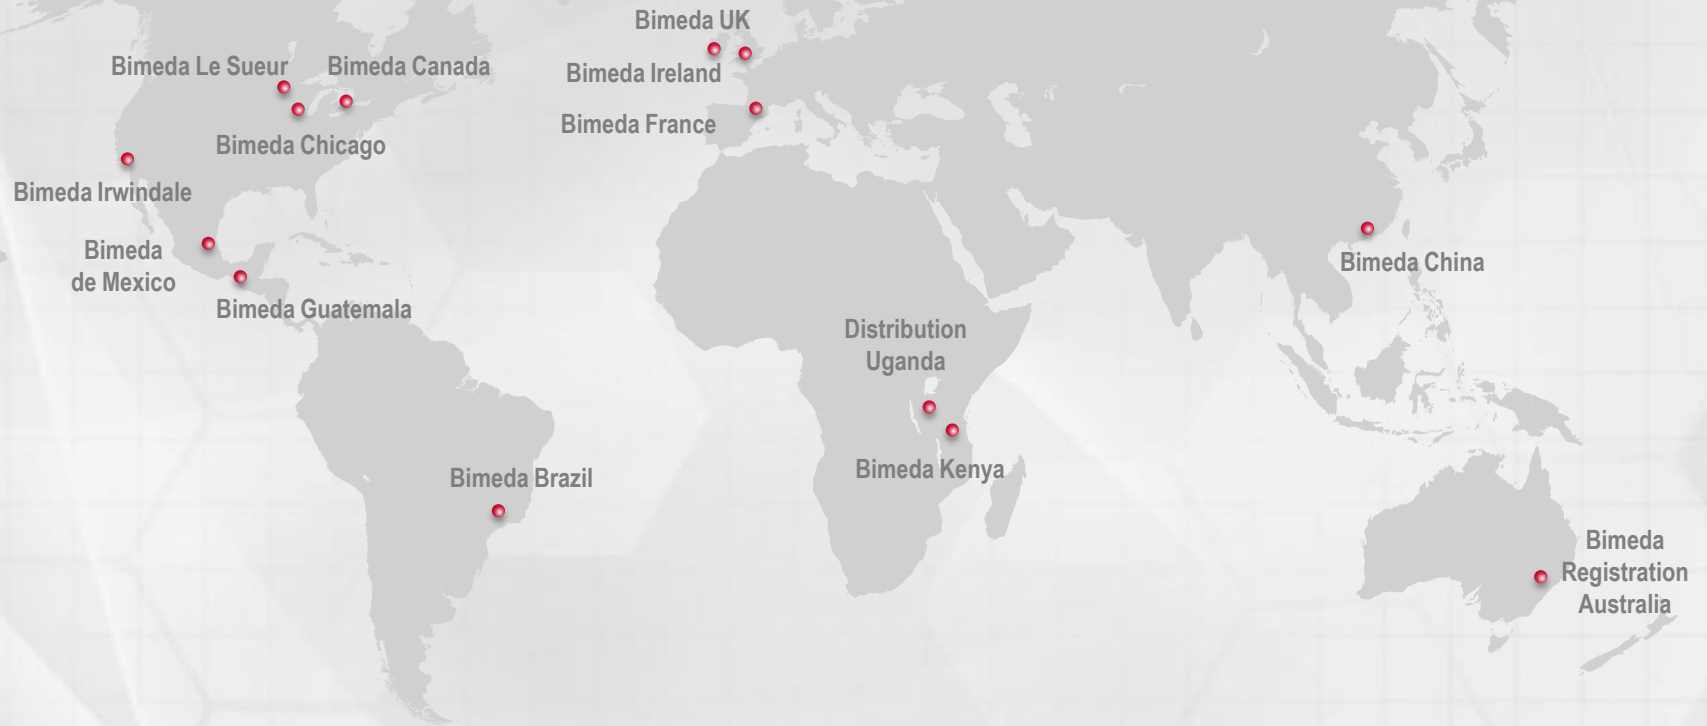 Bimeda UK
Bimeda Le Sueur
Bimeda Canada
Bimeda Ireland
Bimeda France
Bimeda Chicago
Bimeda Irwindale
Bimeda
de Mexico
Bimeda China
Bimeda Guatemala
Distribution
Uganda
Bimeda Kenya
Bimeda Brazil
Bimeda
Registration
Australia